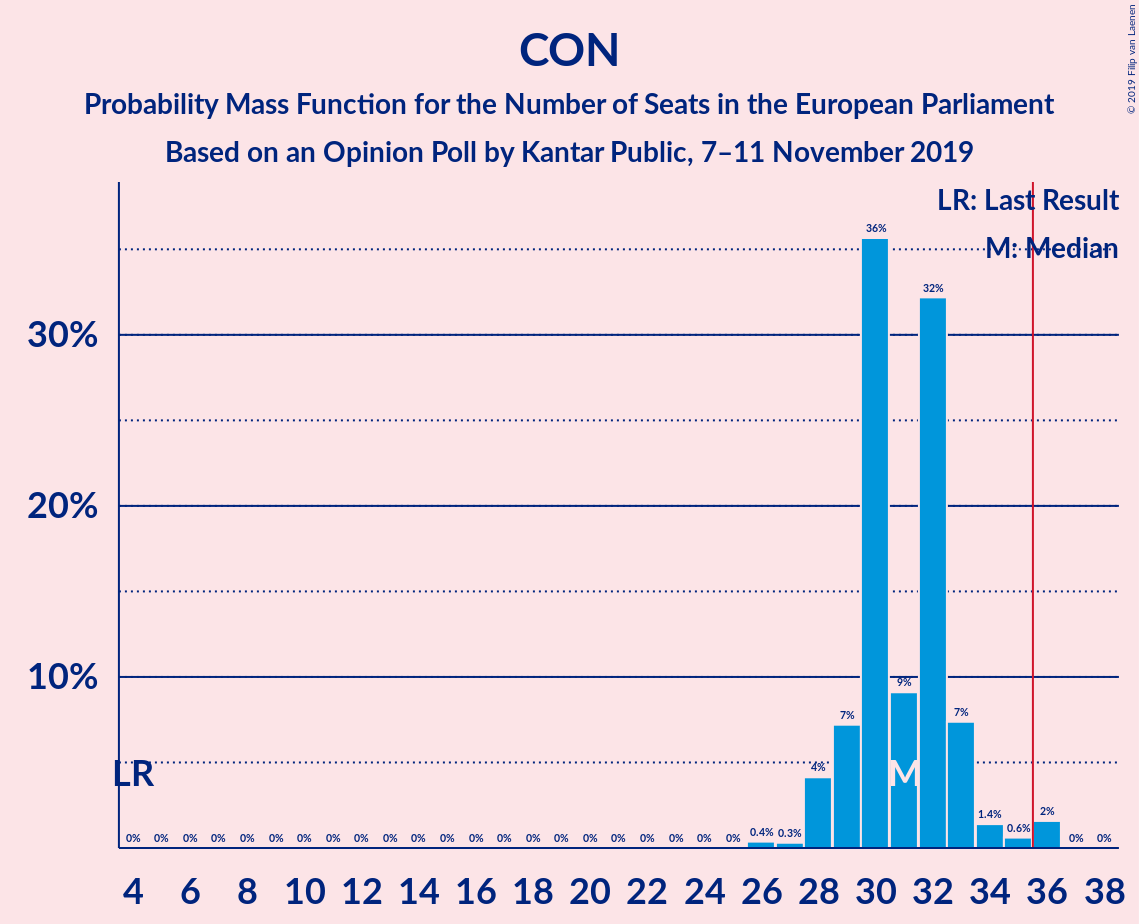 CON
Probability Mass Function for the Number of Seats in the European Parliament
Based on an Opinion Poll by Kantar Public, 7–11 November 2019
© 2019 Filip van Laenen
LR: Last Result
M: Median
36%
32%
30%
20%
10%
9%
7%
7%
4%
LR
M
0% 0% 0% 0% 0% 0% 0% 0% 0% 0% 0% 0% 0% 0% 0% 0% 0% 0% 0% 0% 0% 0% 0.4% 0.3% 1.4% 0.6% 2% 0% 0%
4 6 8 10 12 14 16 18 20 22 24 26 28 30 32 34 36 38